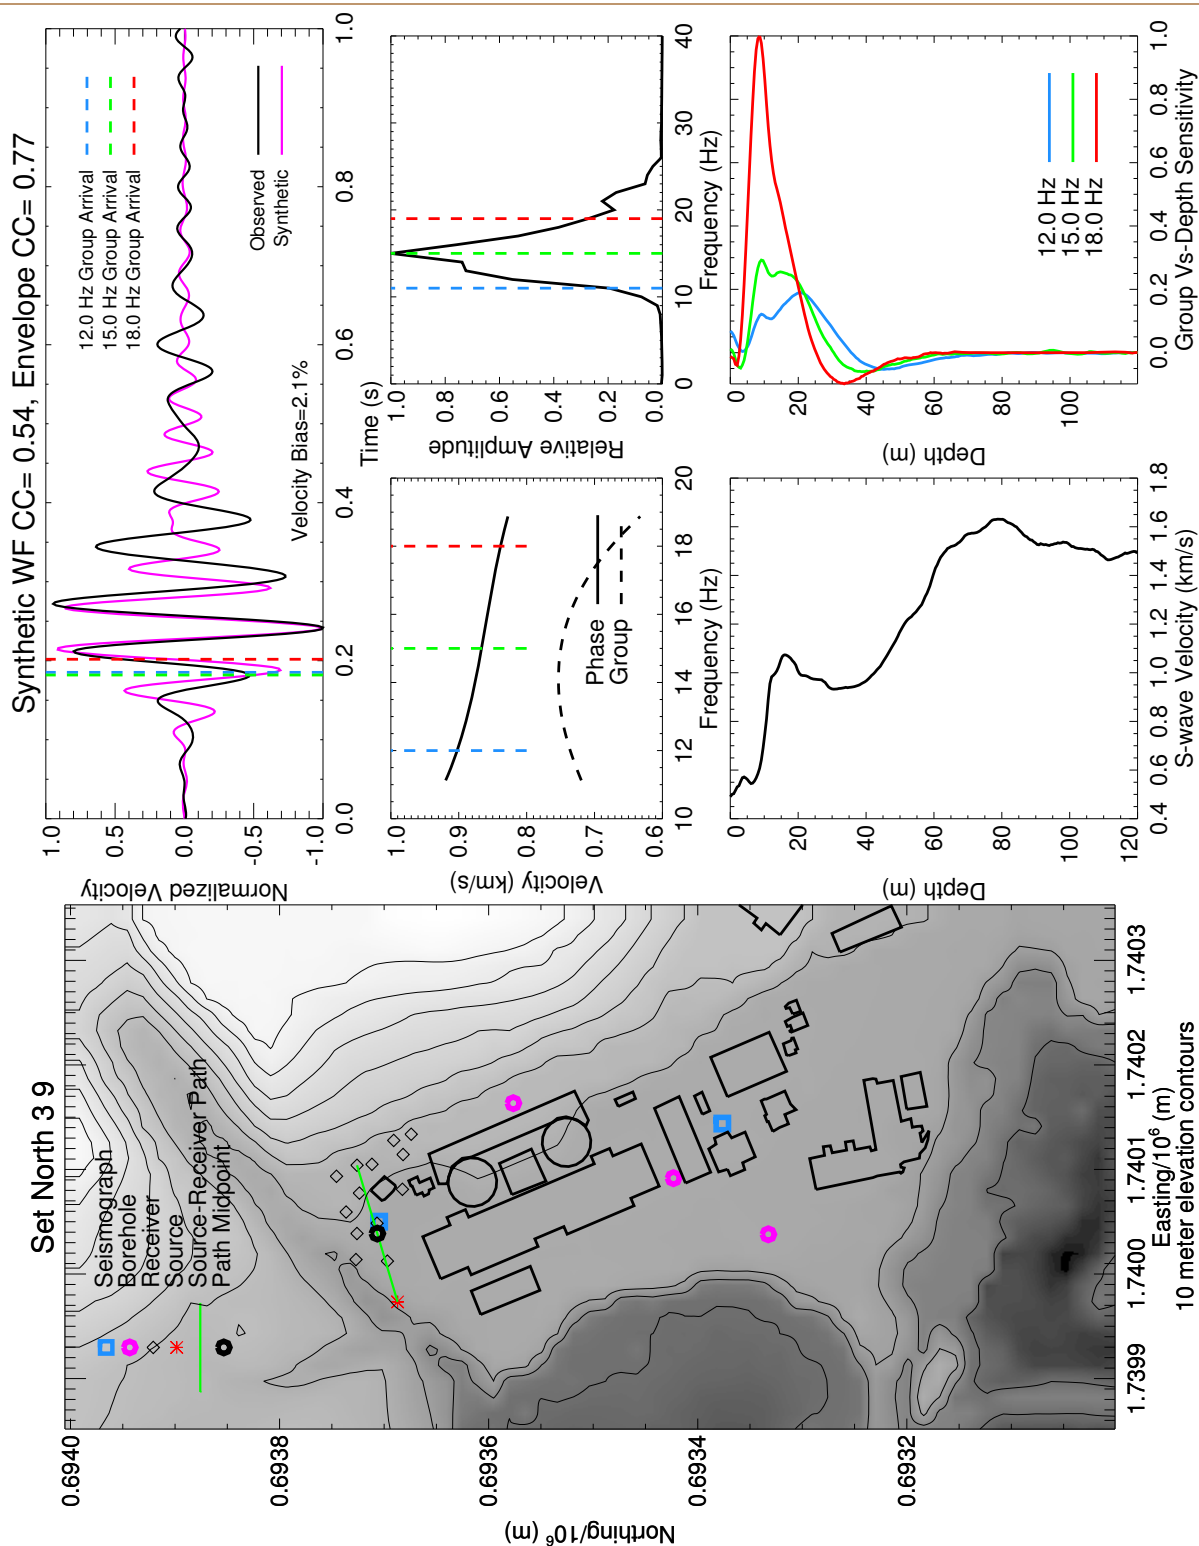 Set North 3 9
Seismograph
Borehole
Receiver
Source
Source-Receiver Path
Path Midpoint
0.6940
0.6938
0.6936
0.6934
0.6932
Northing/10⁶ (m)
1.7399
1.7400
1.7401
1.7402
1.7403
Easting/10⁶ (m)
10 meter elevation contours
Synthetic WF CC= 0.54, Envelope CC= 0.77
12.0 Hz Group Arrival
15.0 Hz Group Arrival
18.0 Hz Group Arrival
Observed
Synthetic
Velocity Bias=2.1%
1.0
0.5
0.0
-0.5
-1.0
Normalized Velocity
0.0
0.2
0.4
0.6
0.8
1.0
Time (s)
1.0
0.9
0.8
0.7
0.6
Velocity (km/s)
Phase
Group
10
12
14
16
18
20
Frequency (Hz)
1.0
0.8
0.6
0.4
0.2
0.0
Relative Amplitude
0
10
20
30
40
Frequency (Hz)
0
20
40
60
80
100
120
Depth (m)
0.4
0.6
0.8
1.0
1.2
1.4
1.6
1.8
S-wave Velocity (km/s)
0
20
40
60
80
100
Depth (m)
12.0 Hz
15.0 Hz
18.0 Hz
0.0
0.2
0.4
0.6
0.8
1.0
Group Vs-Depth Sensitivity